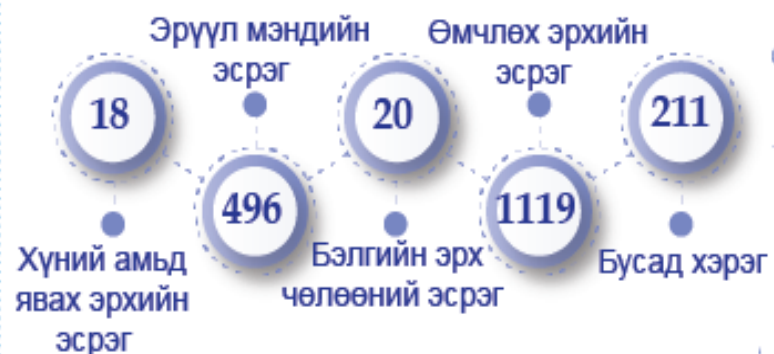 Эрүүл мэндийн
эсрэг
Өмчлөх эрхийн
эсрэг
18
20
211
496
1119
Хүний амьд
явах эрхийн
эсрэг
Бэлгийн эрх
чөлөөний эсрэг
Бусад хэрэг